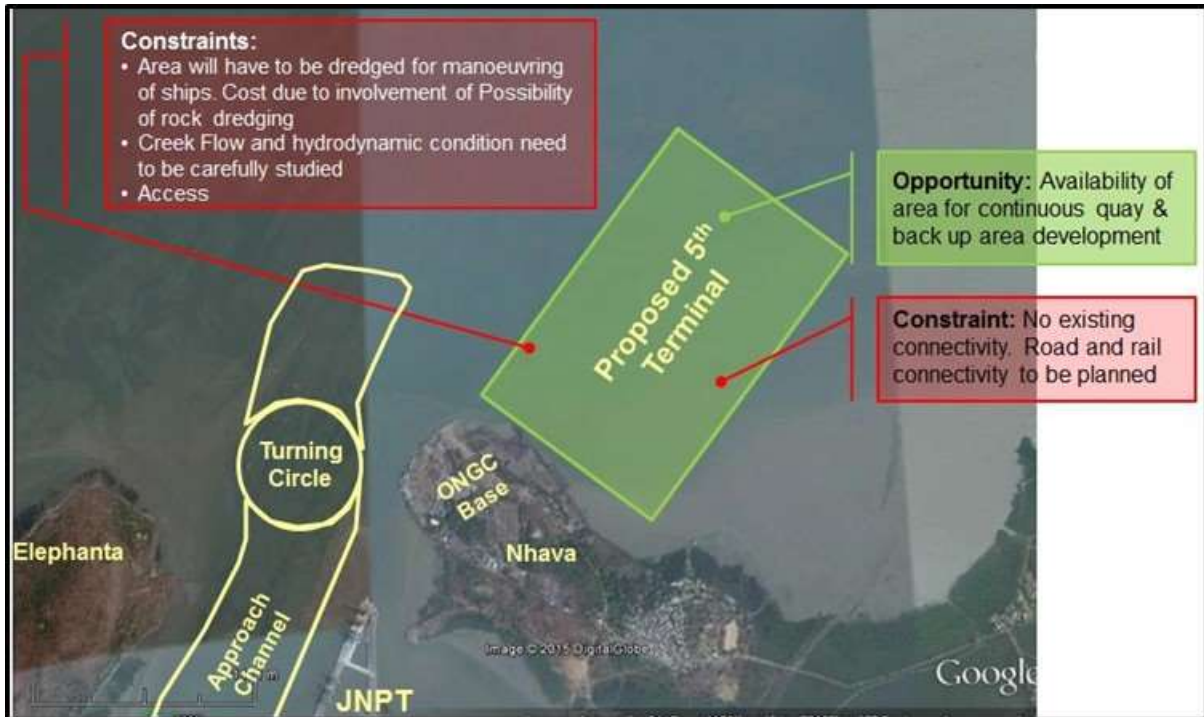 Constraints:
• Area will have to be dredged for manoeuvring
of ships. Cost due to involvement of Possibility
of rock dredging
• Creek Flow and hydrodynamic condition need
to be carefully studied
• Access
Opportunity: Availability of
area for continuous quay &
back up area development
Proposed 5th
Terminal
Constraint: No existing
connectivity. Road and rail
connectivity to be planned
Turning
Circle
ONGC
Base
Elephanta
Nhava
Approach
Channel
Image © 2015 DigitalGlobe
Google
JNPT